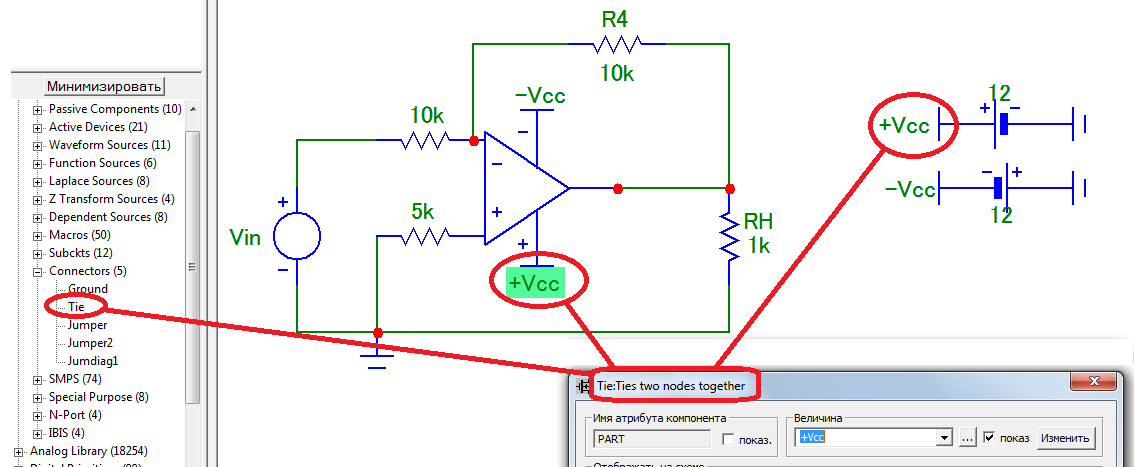 Минимизировать
Passive Components (10)
Active Devices (21)
Waveform Sources (11)
Function Sources (6)
Laplace Sources (8)
Z Transform Sources (4)
Dependent Sources (8)
Macros (50)
Subckts (12)
Connectors (5)
Ground
Tie
Jumper
Jumper2
Jumdiag1
SMPS (74)
Special Purpose (8)
N-Port (4)
IBIS (4)
Analog Library (18254)
R4
10k
-Vcc
10k
5k
Vin
+Vcc
RH
1k
12
+Vcc
-Vcc
12
Tie:Ties two nodes together
Имя атрибута компонента
PART
показ.
Величина
+Vcc
...
показ
Изменить
Отображать на схеме